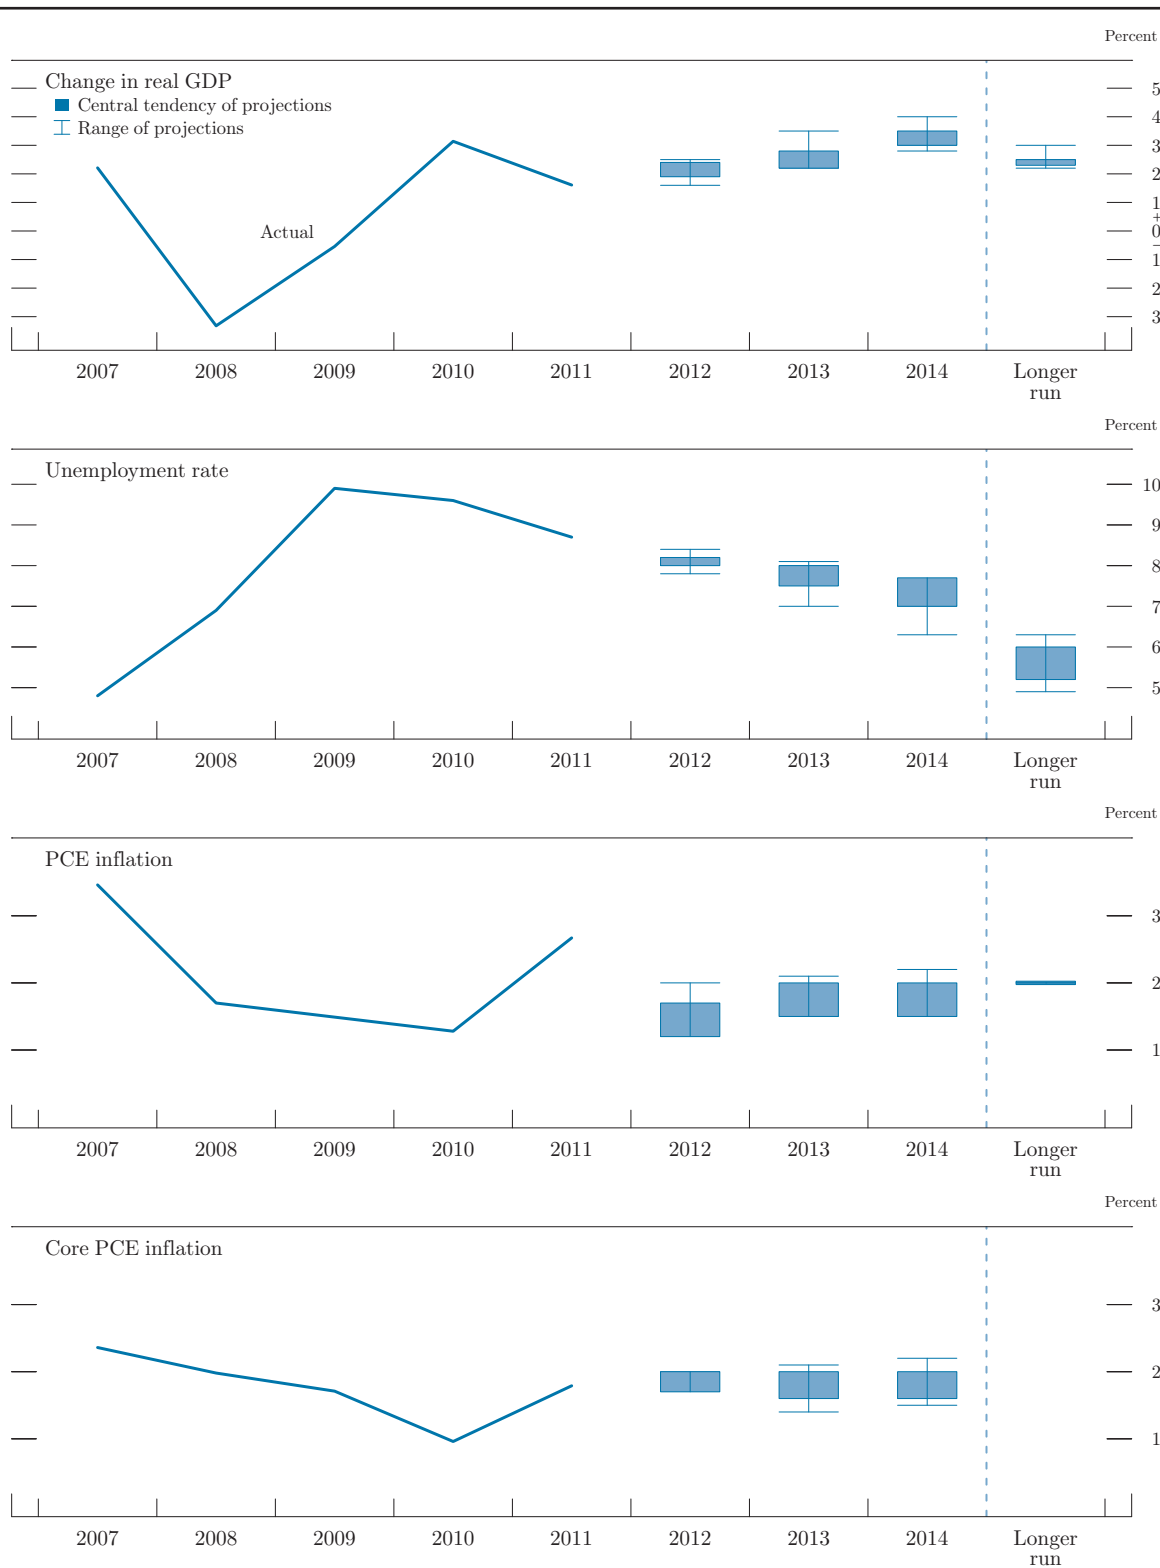 Percent
Change in real GDP
Central tendency of projections
Range of projections
Actual
5
4
3
2
1
+
0
−
1
2
3
2007 2008 2009 2010 2011 2012 2013 2014 Longer
run
Percent
Unemployment rate
10
9
8
7
6
5
2007 2008 2009 2010 2011 2012 2013 2014 Longer
run
Percent
PCE inflation
3
2
1
2007 2008 2009 2010 2011 2012 2013 2014 Longer
run
Percent
Core PCE inflation
3
2
1
2007 2008 2009 2010 2011 2012 2013 2014 Longer
run